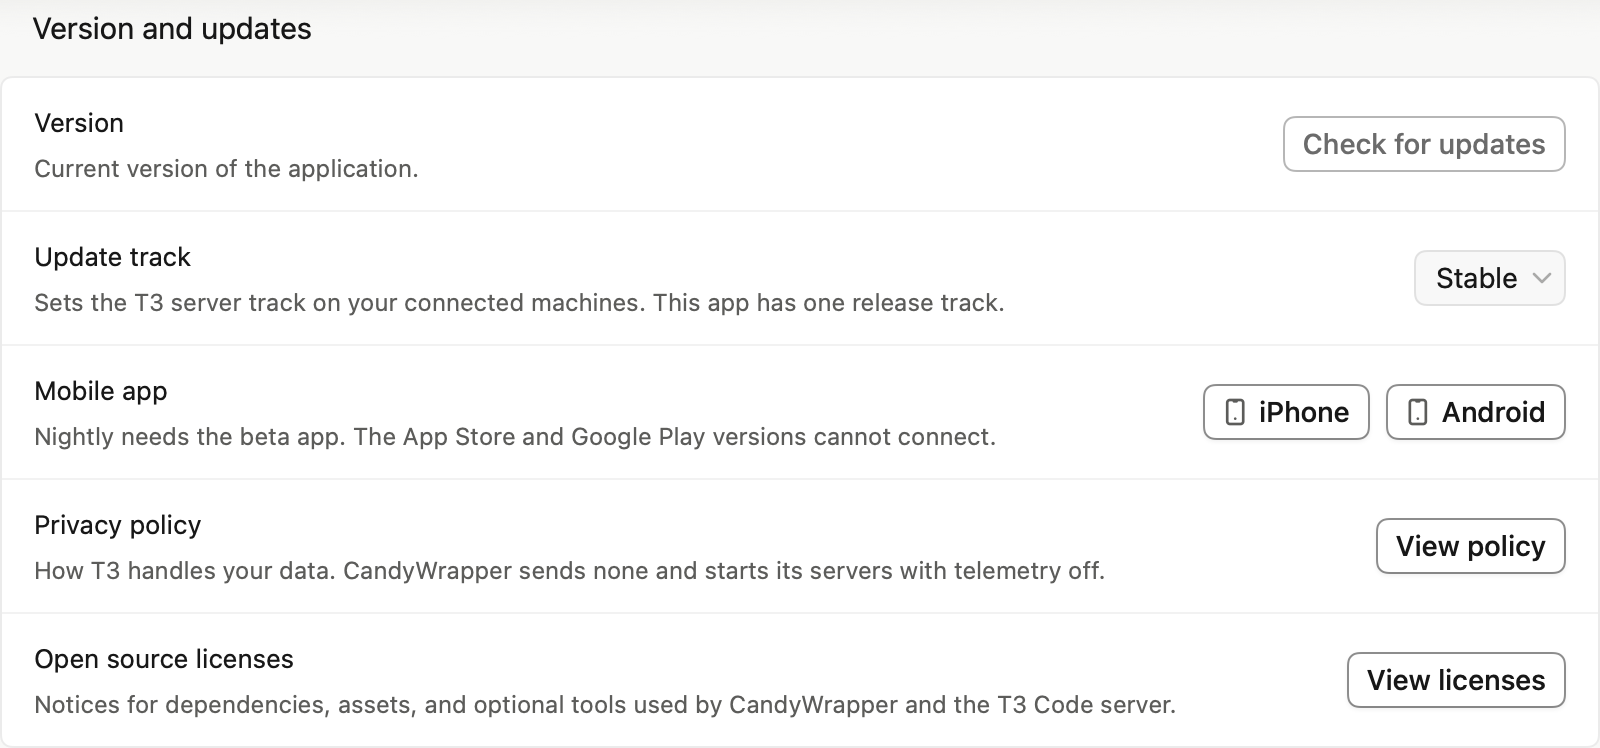 Version and updates
Version
Current version of the application.
Check for updates
Update track
Sets the T3 server track on your connected machines. This app has one release track.
Stable
Mobile app
Nightly needs the beta app. The App Store and Google Play versions cannot connect.
iPhone
Android
Privacy policy
How T3 handles your data. CandyWrapper sends none and starts its servers with telemetry off.
View policy
Open source licenses
Notices for dependencies, assets, and optional tools used by CandyWrapper and the T3 Code server.
View licenses